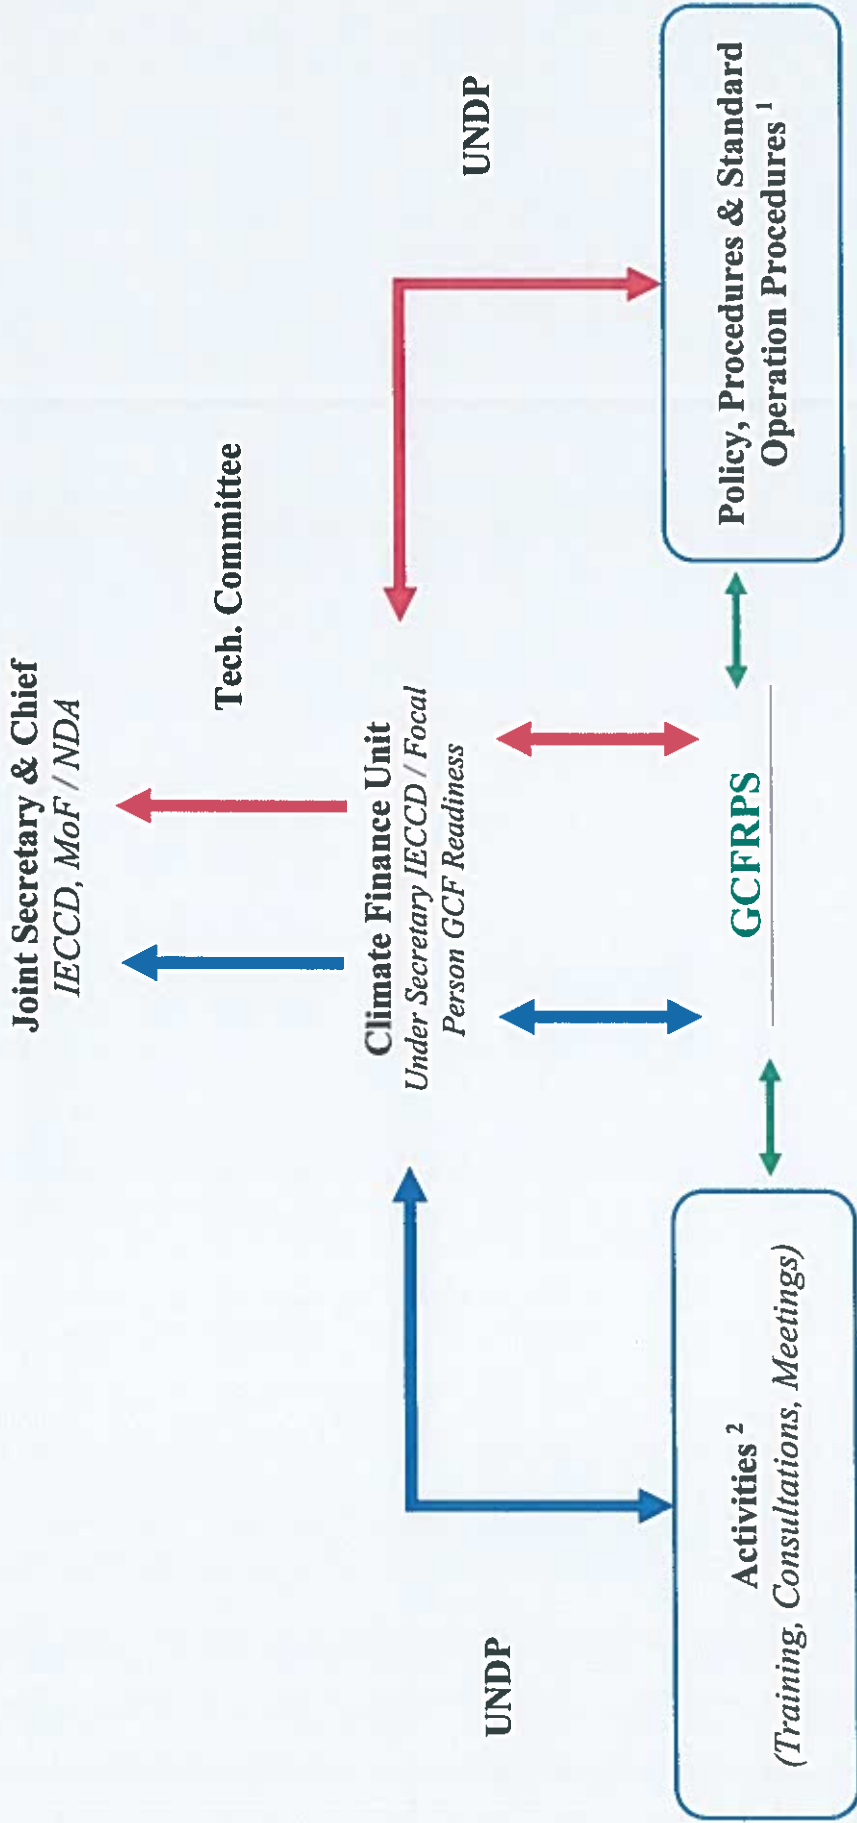 Joint Secretary & Chief
IECCD, MoF / NDA
Tech. Committee
Climate Finance Unit
Under Secretary IECCD / Focal
Person GCF Readiness
UNDP
UNDP
Activities ²
(Training, Consultations, Meetings)
GCFRPS
Policy, Procedures & Standard
Operation Procedures ¹